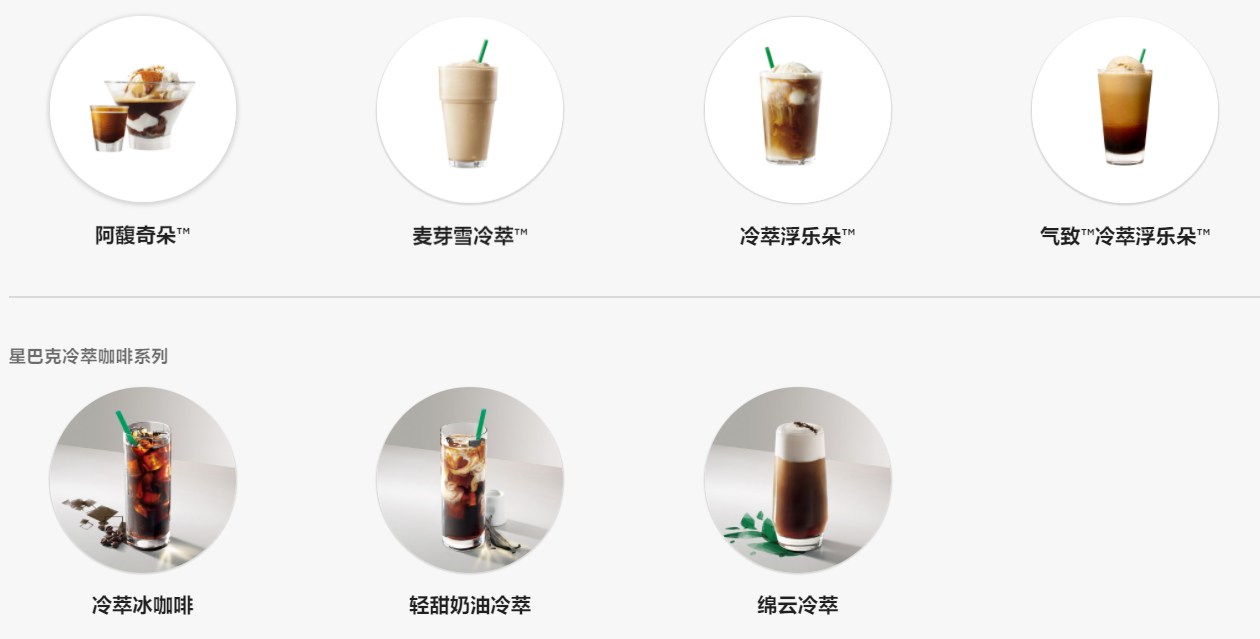 阿馥奇朵™
麦芽雪冷萃™
冷萃浮乐朵™
气致™冷萃浮乐朵™
星巴克冷萃咖啡系列
冷萃冰咖啡
轻甜奶油冷萃
绵云冷萃